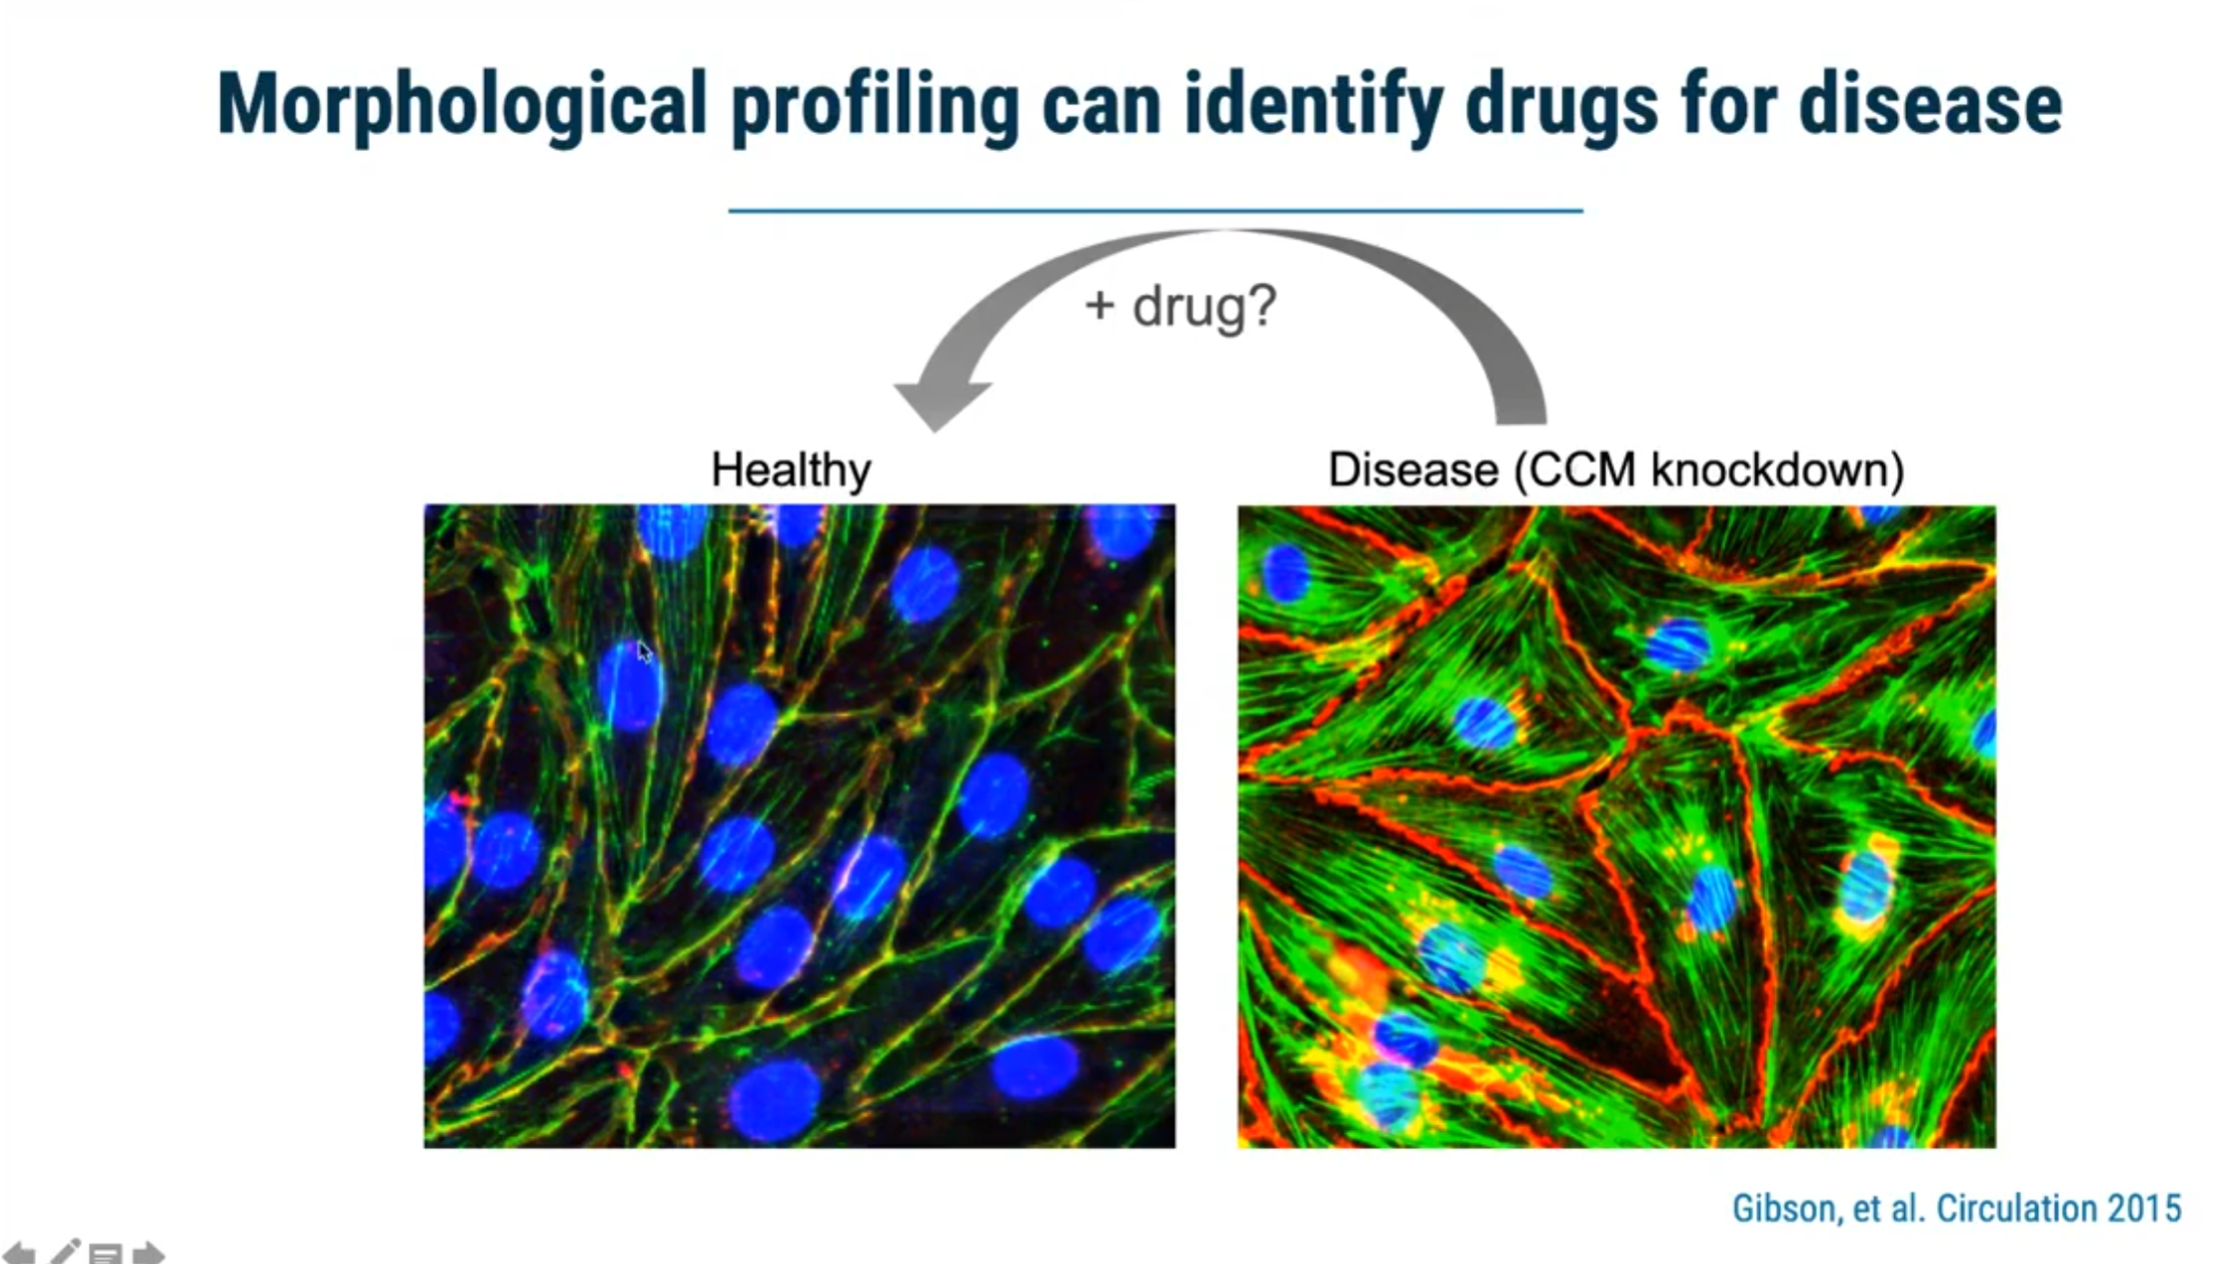 Morphological profiling can identify drugs for disease
+ drug?
Healthy
Disease (CCM knockdown)
Gibson, et al. Circulation 2015